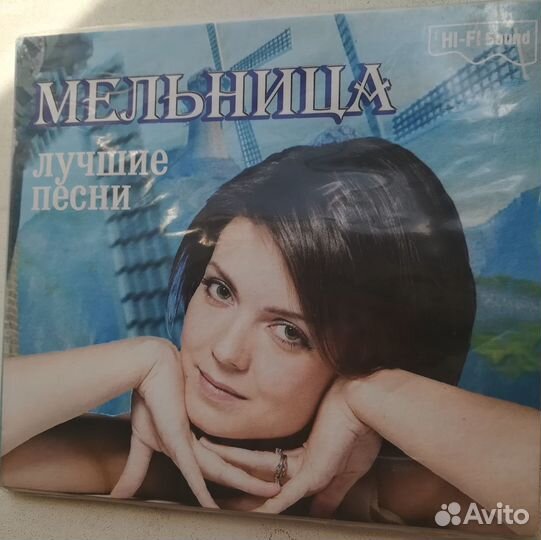 HI-FI Sound
МЕЛЬНИЦА
лучшие
песни
Avito